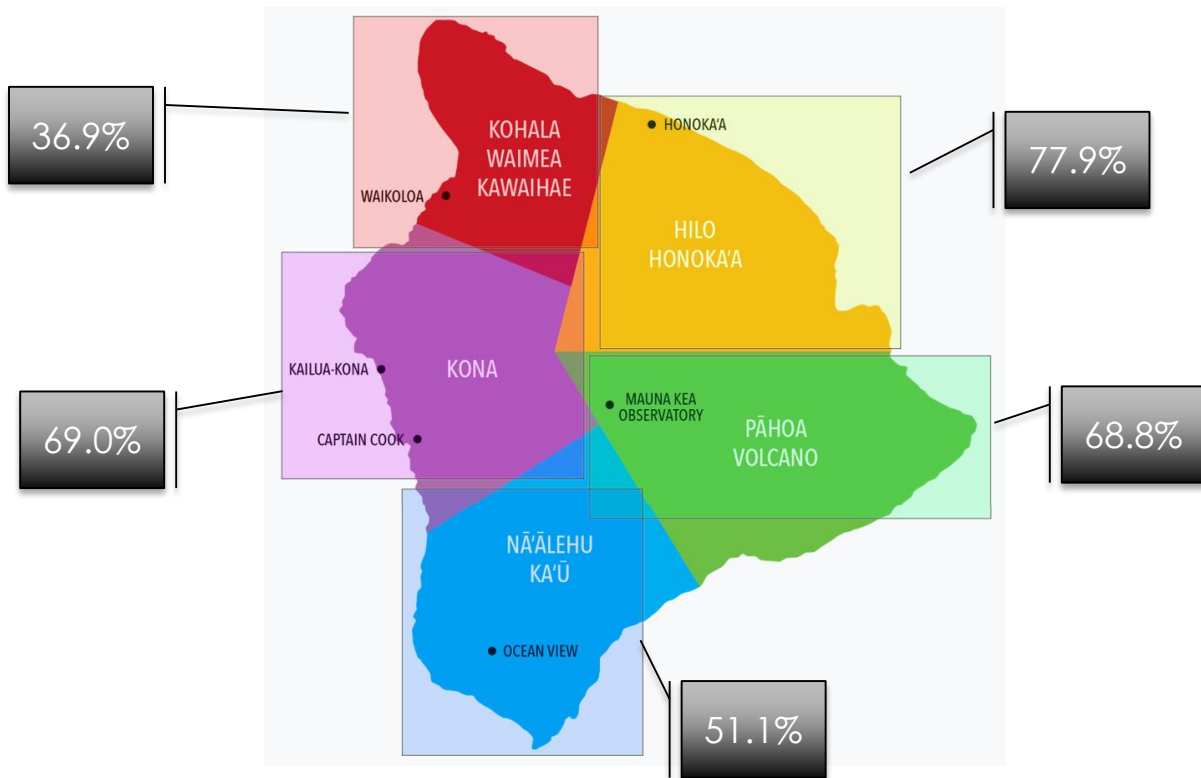 36.9%
KOHALA
WAIMEA
KAWAIHAE
WAIKOLOA
HONOKA‘A
77.9%
HILO
HONOKA‘A
KONA
KAILUA-KONA
CAPTAIN COOK
69.0%
MAUNA KEA
OBSERVATORY
PĀHOA
VOLCANO
68.8%
NĀ‘ĀLEHU
KA‘Ū
OCEAN VIEW
51.1%